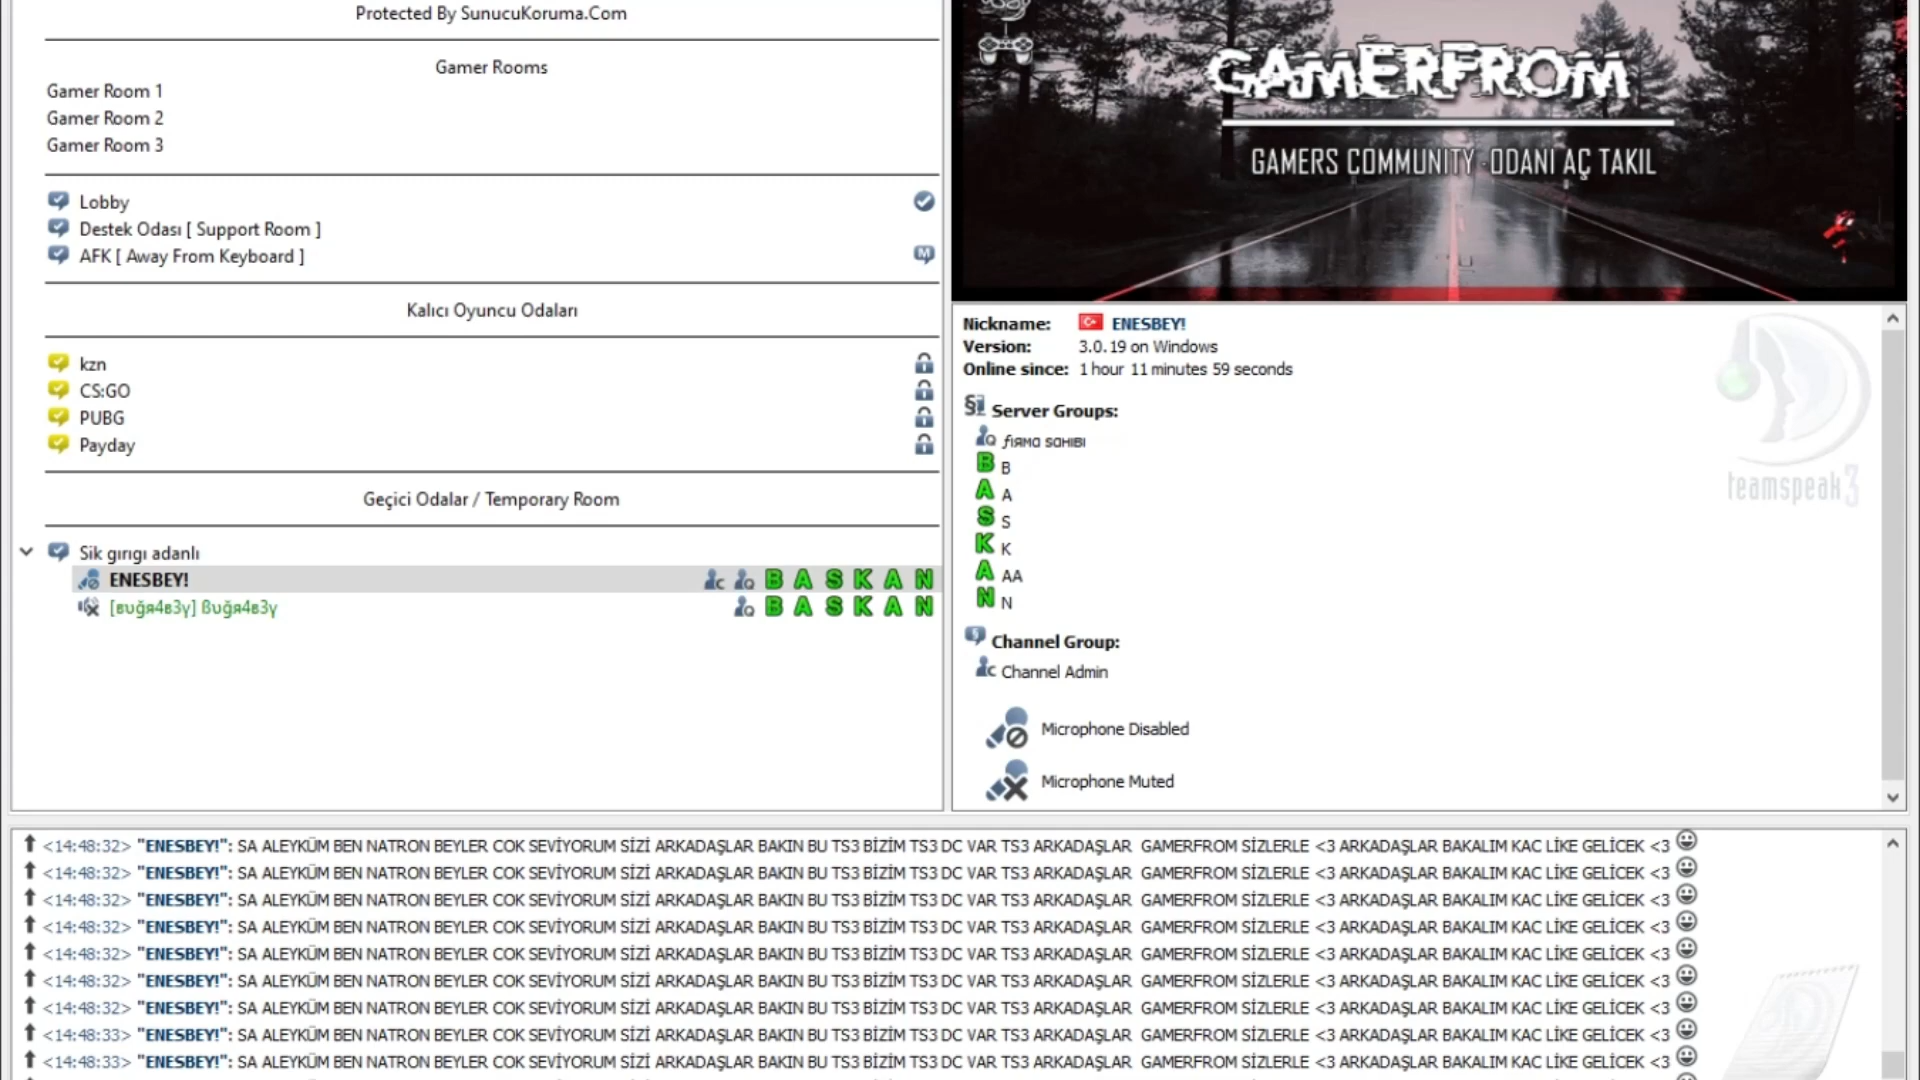 Protected By SunucuKoruma.Com
Gamer Rooms
Gamer Room 1
Gamer Room 2
Gamer Room 3
Lobby
Destek Odası [ Support Room ]
AFK [ Away From Keyboard ]
M
Kalıcı Oyuncu Odaları
kzn
CS:GO
PUBG
Payday
Geçici Odalar / Temporary Room
Sik gırıgı adanlı
ENESBEY! B A S K A N
[ʙυğя4ʙ3γ] ßυğя4ʙ3γ B A S K A N
GAMERFROM
GAMERS COMMUNITY -ODANI AÇ TAKIL
Nickname: ENESBEY!
Version: 3.0.19 on Windows
Online since: 1 hour 11 minutes 59 seconds
Server Groups:
ƒιʀмɑ sɑнιвι
B B
A A
S S
K K
A AA
N N
Channel Group:
Channel Admin
Microphone Disabled
Microphone Muted
teamspeak3
<14:48:32> "ENESBEY!": SA ALEYKÜM BEN NATRON BEYLER COK SEVİYORUM SİZİ ARKADAŞLAR BAKIN BU TS3 BİZİM TS3 DC VAR TS3 ARKADAŞLAR GAMERFROM SİZLERLE <3 ARKADAŞLAR BAKALIM KAC LİKE GELİCEK <3
<14:48:32> "ENESBEY!": SA ALEYKÜM BEN NATRON BEYLER COK SEVİYORUM SİZİ ARKADAŞLAR BAKIN BU TS3 BİZİM TS3 DC VAR TS3 ARKADAŞLAR GAMERFROM SİZLERLE <3 ARKADAŞLAR BAKALIM KAC LİKE GELİCEK <3
<14:48:32> "ENESBEY!": SA ALEYKÜM BEN NATRON BEYLER COK SEVİYORUM SİZİ ARKADAŞLAR BAKIN BU TS3 BİZİM TS3 DC VAR TS3 ARKADAŞLAR GAMERFROM SİZLERLE <3 ARKADAŞLAR BAKALIM KAC LİKE GELİCEK <3
<14:48:32> "ENESBEY!": SA ALEYKÜM BEN NATRON BEYLER COK SEVİYORUM SİZİ ARKADAŞLAR BAKIN BU TS3 BİZİM TS3 DC VAR TS3 ARKADAŞLAR GAMERFROM SİZLERLE <3 ARKADAŞLAR BAKALIM KAC LİKE GELİCEK <3
<14:48:32> "ENESBEY!": SA ALEYKÜM BEN NATRON BEYLER COK SEVİYORUM SİZİ ARKADAŞLAR BAKIN BU TS3 BİZİM TS3 DC VAR TS3 ARKADAŞLAR GAMERFROM SİZLERLE <3 ARKADAŞLAR BAKALIM KAC LİKE GELİCEK <3
<14:48:32> "ENESBEY!": SA ALEYKÜM BEN NATRON BEYLER COK SEVİYORUM SİZİ ARKADAŞLAR BAKIN BU TS3 BİZİM TS3 DC VAR TS3 ARKADAŞLAR GAMERFROM SİZLERLE <3 ARKADAŞLAR BAKALIM KAC LİKE GELİCEK <3
<14:48:32> "ENESBEY!": SA ALEYKÜM BEN NATRON BEYLER COK SEVİYORUM SİZİ ARKADAŞLAR BAKIN BU TS3 BİZİM TS3 DC VAR TS3 ARKADAŞLAR GAMERFROM SİZLERLE <3 ARKADAŞLAR BAKALIM KAC LİKE GELİCEK <3
<14:48:33> "ENESBEY!": SA ALEYKÜM BEN NATRON BEYLER COK SEVİYORUM SİZİ ARKADAŞLAR BAKIN BU TS3 BİZİM TS3 DC VAR TS3 ARKADAŞLAR GAMERFROM SİZLERLE <3 ARKADAŞLAR BAKALIM KAC LİKE GELİCEK <3
<14:48:33> "ENESBEY!": SA ALEYKÜM BEN NATRON BEYLER COK SEVİYORUM SİZİ ARKADAŞLAR BAKIN BU TS3 BİZİM TS3 DC VAR TS3 ARKADAŞLAR GAMERFROM SİZLERLE <3 ARKADAŞLAR BAKALIM KAC LİKE GELİCEK <3